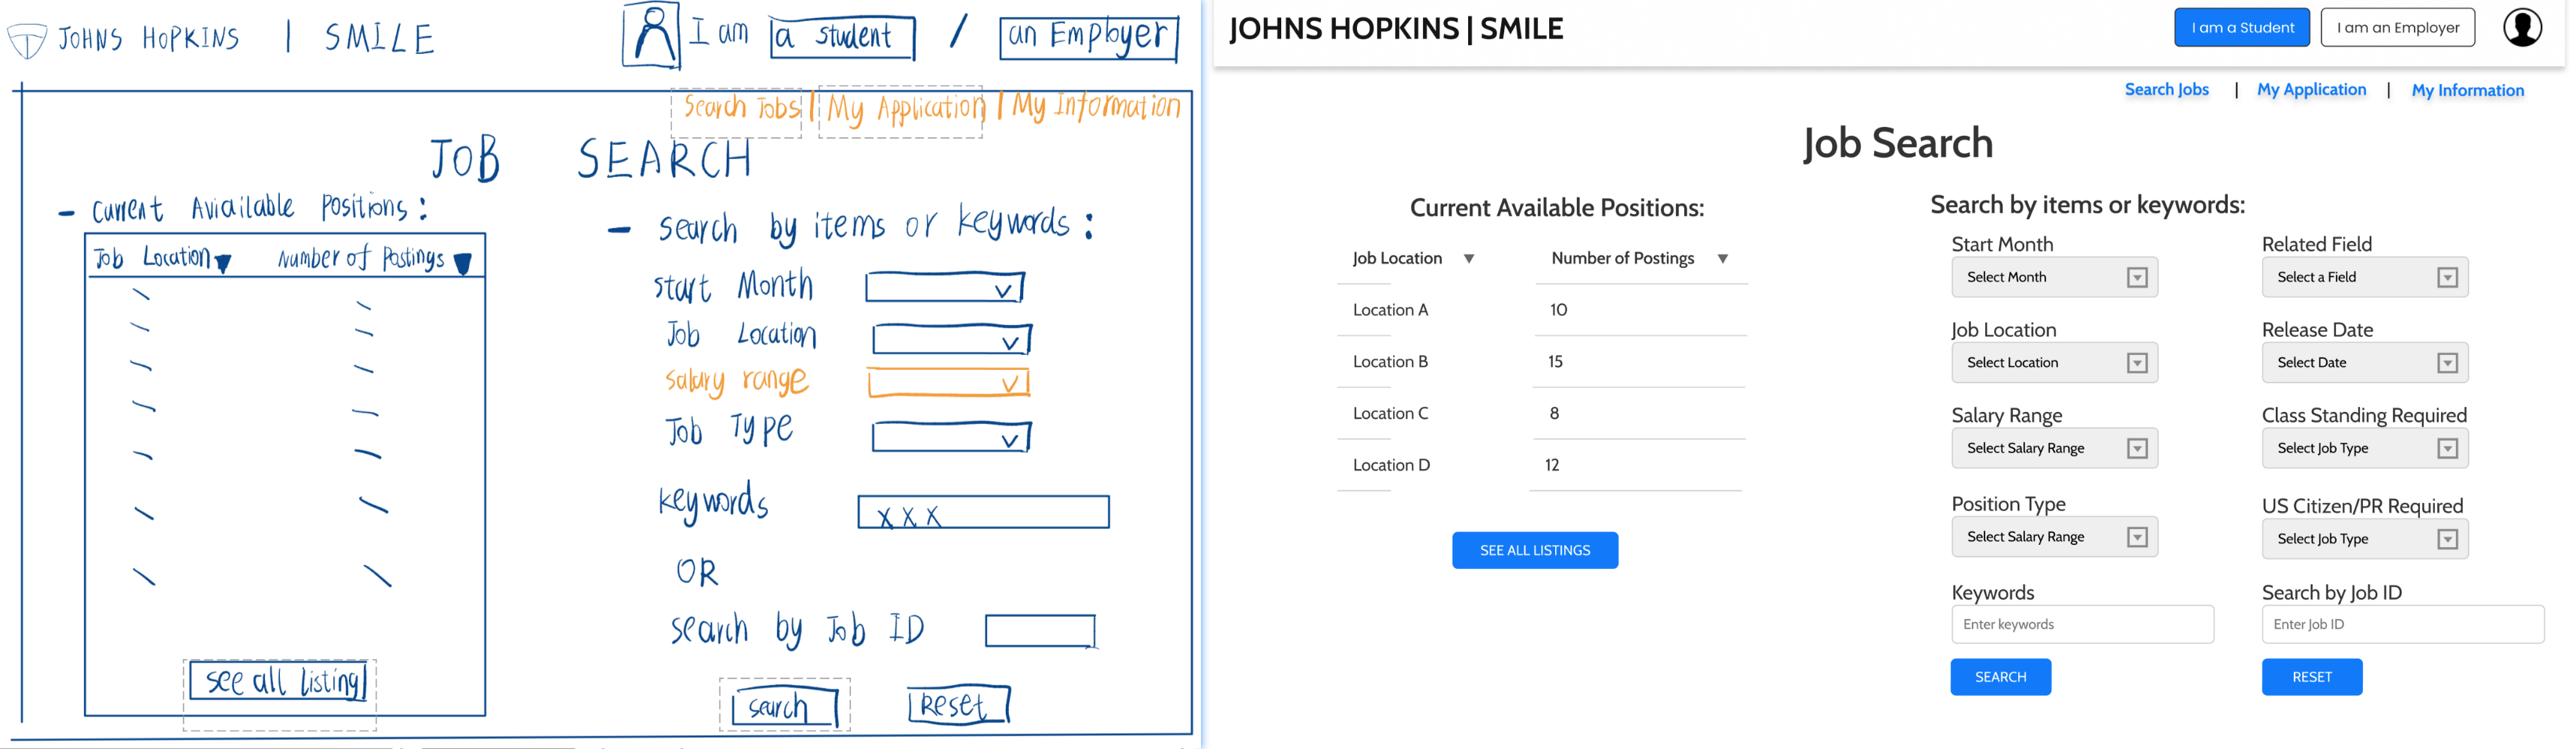 JOHNS HOPKINS | SMILE
I am a student / an Employer
Search Jobs | My Application | My Information
JOB SEARCH
- Current Aviailable Positions :
Job Location Number of Postings
see all listing
- search by items or keywords :
Start Month
Job Location
salary range
Job Type
keywords XXX
OR
search by Job ID
search Reset
JOHNS HOPKINS | SMILE
I am a Student I am an Employer
Search Jobs | My Application | My Information
Job Search
Current Available Positions:
Job Location Number of Postings
Location A 10
Location B 15
Location C 8
Location D 12
SEE ALL LISTINGS
Search by items or keywords:
Start Month Related Field
Select Month Select a Field
Job Location Release Date
Select Location Select Date
Salary Range Class Standing Required
Select Salary Range Select Job Type
Position Type US Citizen/PR Required
Select Salary Range Select Job Type
Keywords Search by Job ID
Enter keywords Enter Job ID
SEARCH RESET